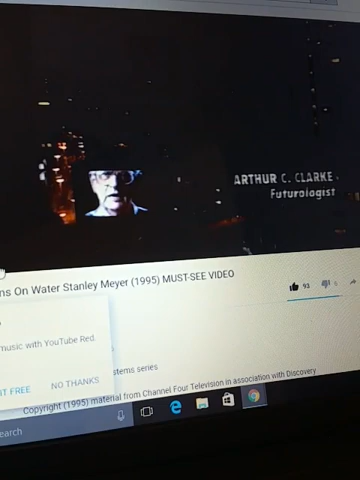 ARTHUR C. CLARKE
Futurologist
ns On Water Stanley Meyer (1995) MUST-SEE VIDEO
93
music with YouTube Red.
T FREE
NO THANKS
stems series
Copyright (1995) material from Channel Four Television in association with Discovery
earch